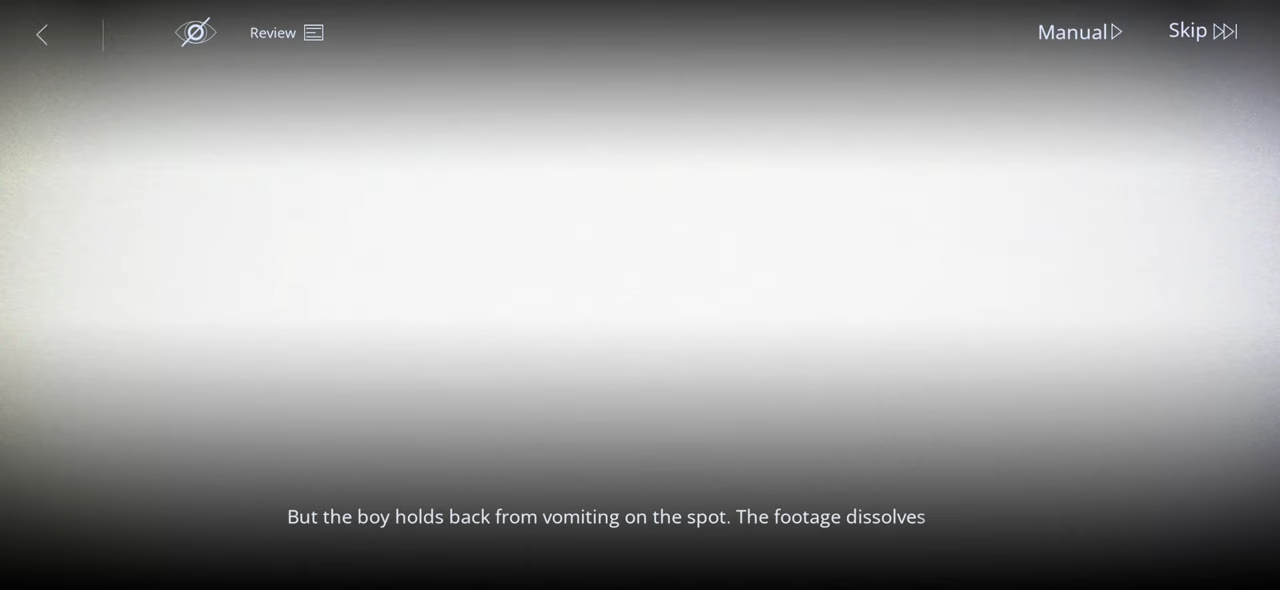 Review
Manual
Skip
But the boy holds back from vomiting on the spot. The footage dissolves